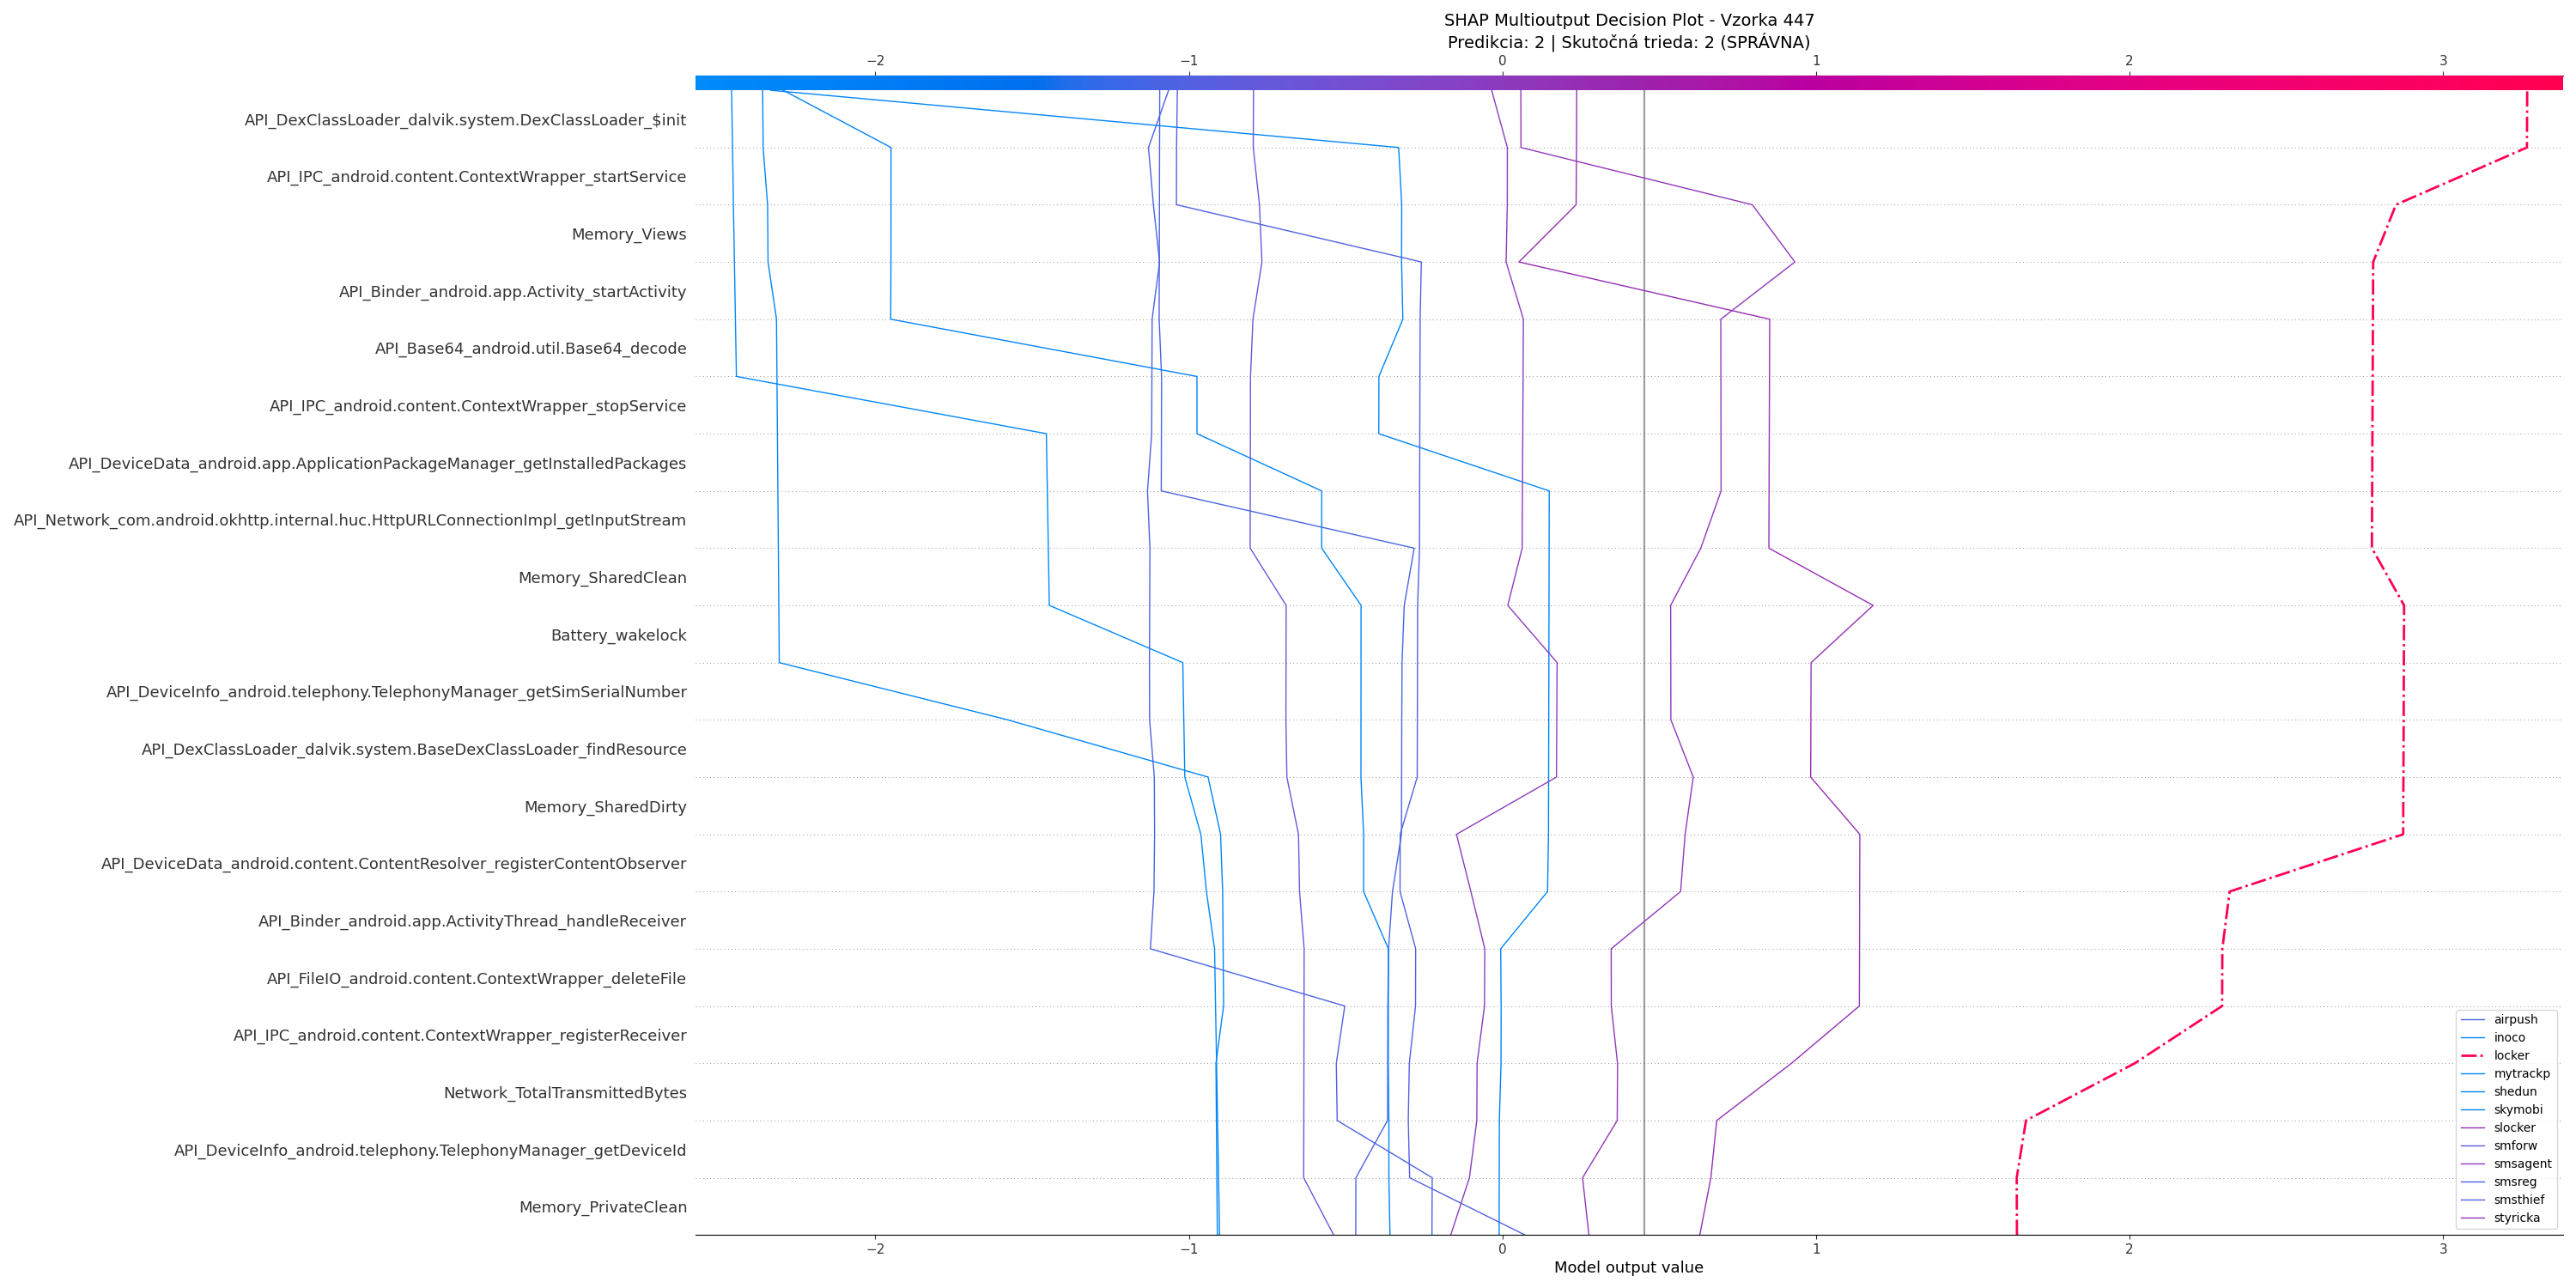 SHAP Multioutput Decision Plot - Vzorka 447
Predikcia: 2 | Skutočná trieda: 2 (SPRÁVNA)
−2 −1 0 1 2 3
API_DexClassLoader_dalvik.system.DexClassLoader_$init
API_IPC_android.content.ContextWrapper_startService
Memory_Views
API_Binder_android.app.Activity_startActivity
API_Base64_android.util.Base64_decode
API_IPC_android.content.ContextWrapper_stopService
API_DeviceData_android.app.ApplicationPackageManager_getInstalledPackages
API_Network_com.android.okhttp.internal.huc.HttpURLConnectionImpl_getInputStream
Memory_SharedClean
Battery_wakelock
API_DeviceInfo_android.telephony.TelephonyManager_getSimSerialNumber
API_DexClassLoader_dalvik.system.BaseDexClassLoader_findResource
Memory_SharedDirty
API_DeviceData_android.content.ContentResolver_registerContentObserver
API_Binder_android.app.ActivityThread_handleReceiver
API_FileIO_android.content.ContextWrapper_deleteFile
API_IPC_android.content.ContextWrapper_registerReceiver
Network_TotalTransmittedBytes
API_DeviceInfo_android.telephony.TelephonyManager_getDeviceId
Memory_PrivateClean
airpush
inoco
locker
mytrackp
shedun
skymobi
slocker
smforw
smsagent
smsreg
smsthief
styricka
−2 −1 0 1 2 3
Model output value